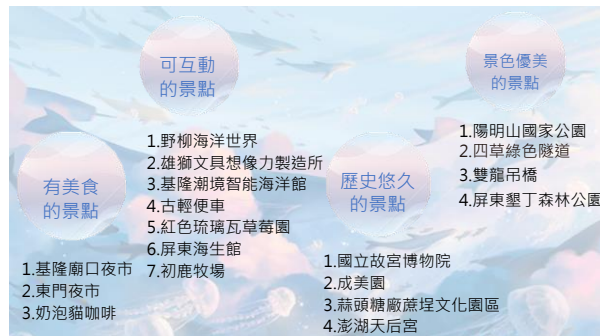 有美食
的景點
1.基隆廟口夜市
2.東門夜市
3.奶泡貓咖啡
可互動
的景點
1.野柳海洋世界
2.雄獅文具想像力製造所
3.基隆潮境智能海洋館
4.古輕便車
5.紅色琉璃瓦草莓園
6.屏東海生館
7.初鹿牧場
歷史悠久
的景點
1.國立故宮博物院
2.成美園
3.蒜頭糖廠蔗埕文化園區
4.澎湖天后宮
景色優美
的景點
1.陽明山國家公園
2.四草綠色隧道
3.雙龍吊橋
4.屏東墾丁森林公園